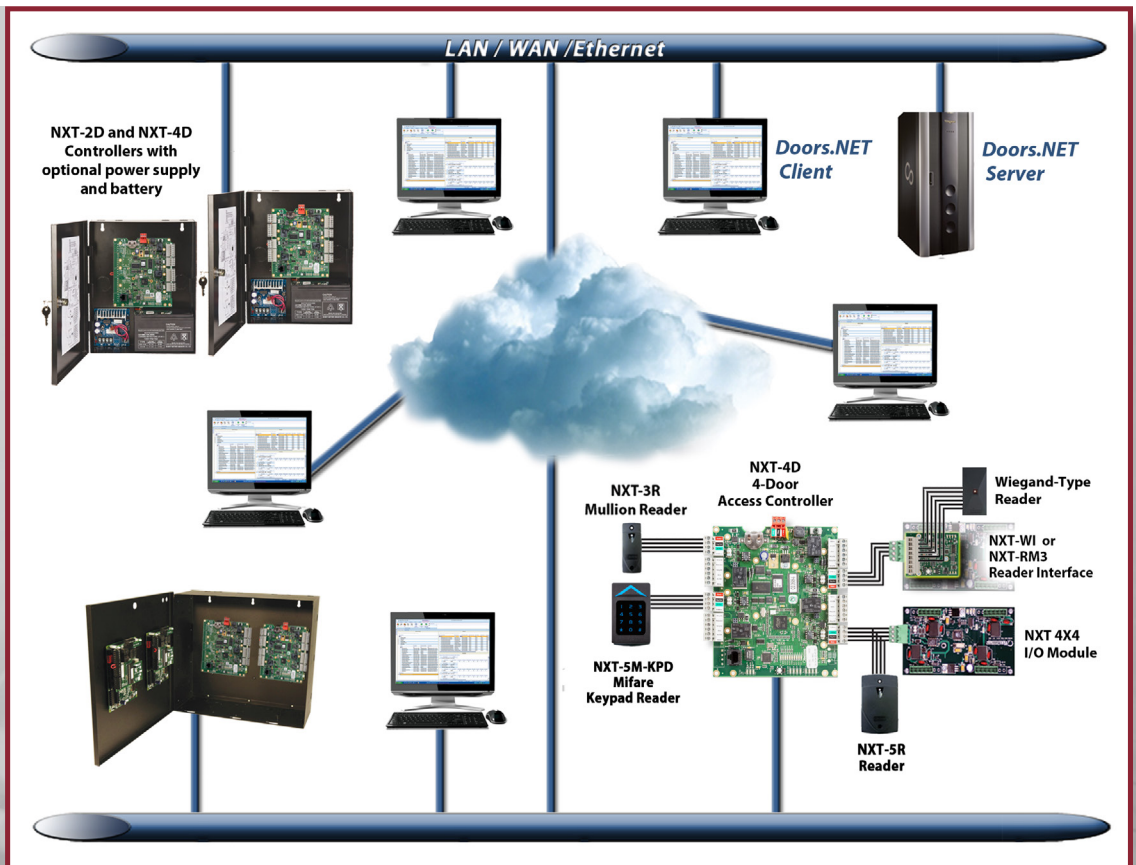 LAN / WAN /Ethernet
NXT-2D and NXT-4D
Controllers with
optional power supply
and battery
Doors.NET
Client
Doors.NET
Server
NXT-4D
4-Door
Access Controller
NXT-3R
Mullion Reader
Wiegand-Type
Reader
NXT-WI or
NXT-RM3
Reader Interface
NXT 4X4
I/O Module
NXT-5M-KPD
Mifare
Keypad Reader
NXT-5R
Reader